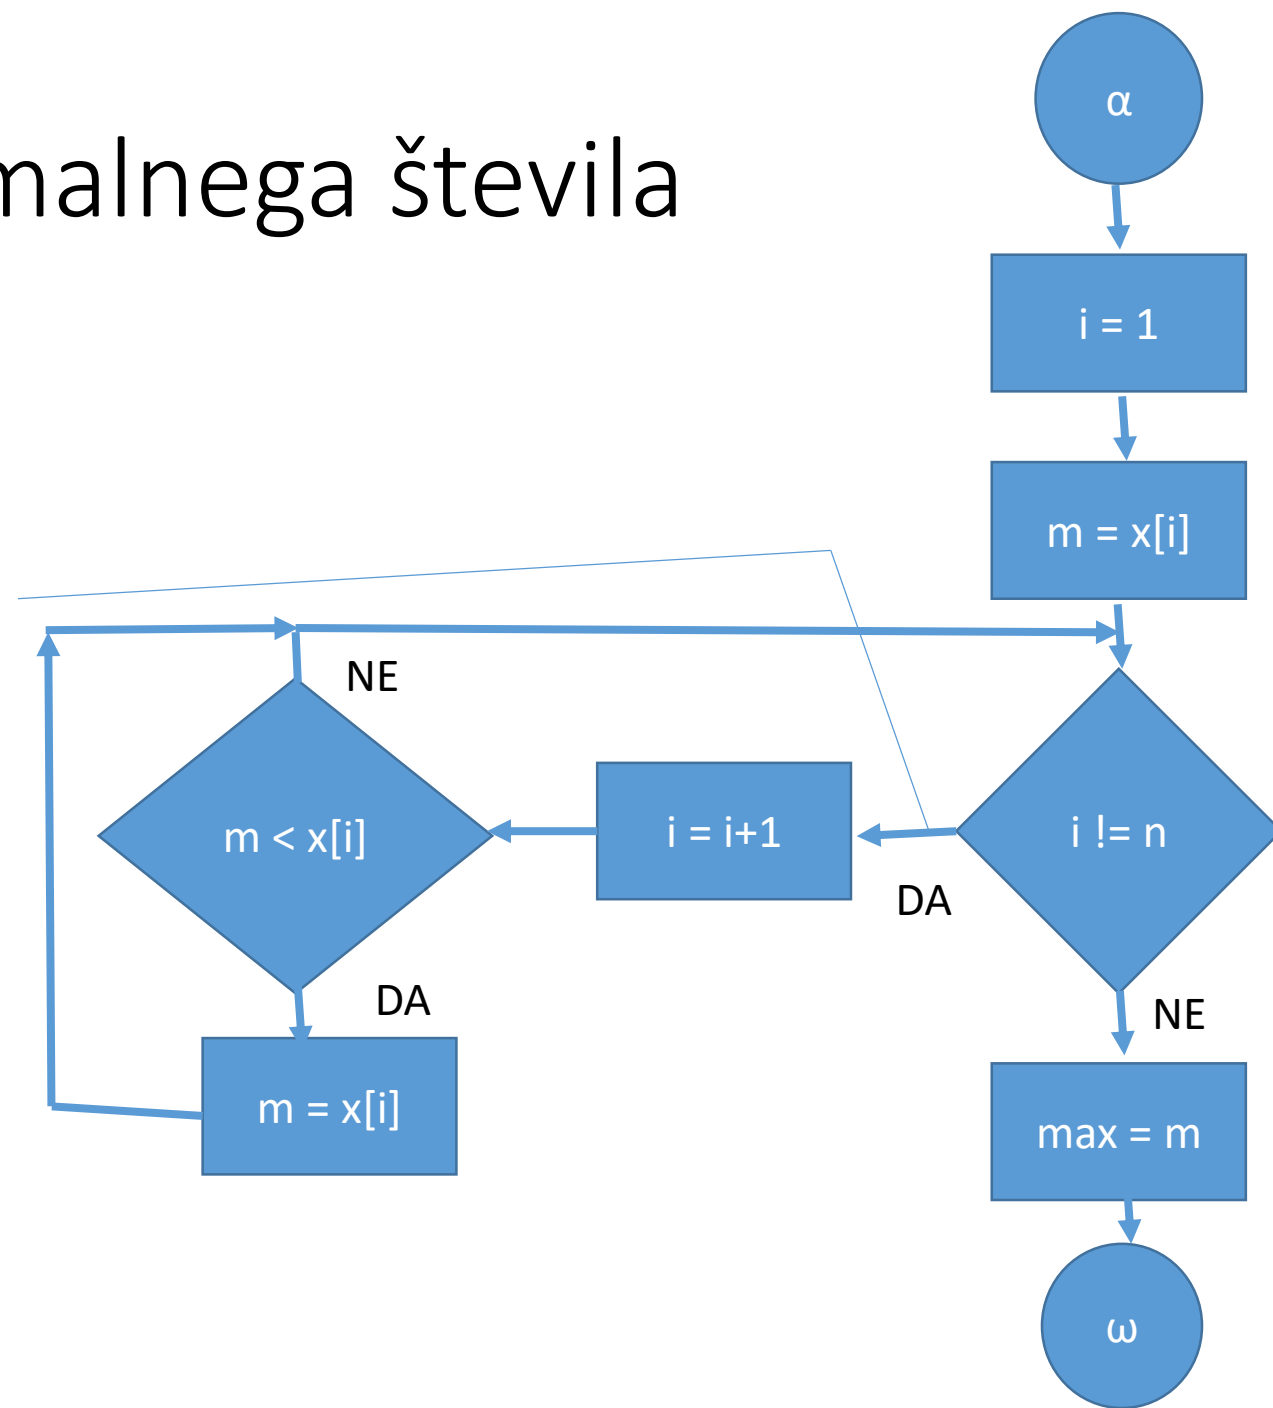 malnega števila
α
i = 1
m = x[i]
NE
m < x[i]
i = i+1
i != n
DA
DA
NE
m = x[i]
max = m
ω